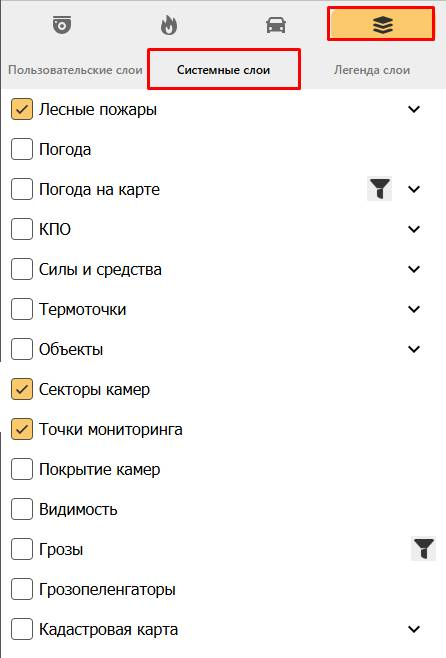 Пользовательские слои Системные слои Легенда слои
Лесные пожары
Погода
Погода на карте
КПО
Силы и средства
Термоточки
Объекты
Секторы камер
Точки мониторинга
Покрытие камер
Видимость
Грозы
Грозопеленгаторы
Кадастровая карта